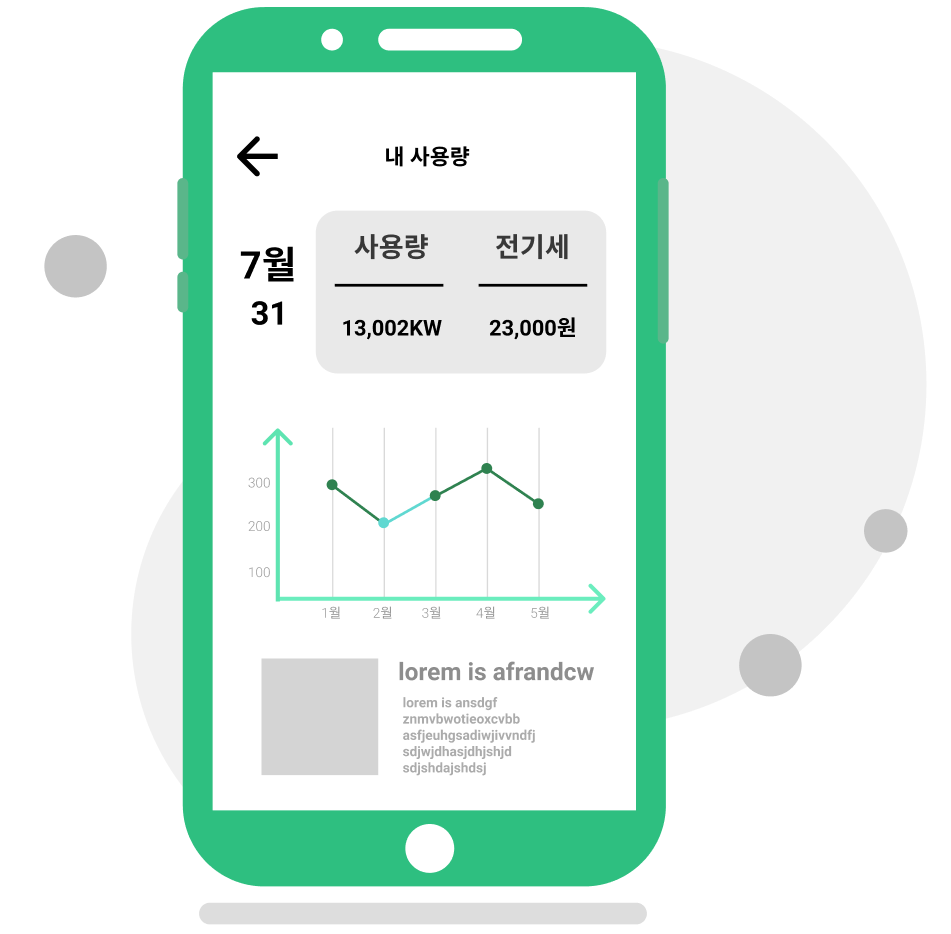 내 사용량
7월
31
사용량 전기세
13,002KW 23,000원
300
200
100
1월 2월 3월 4월 5월
lorem is afrandcw
lorem is ansdgf
znmvbwotieoxcvbb
asfjeuhgsadiwjivvndfj
sdjwjdhasjdhjshjd
sdjshdajshdsj